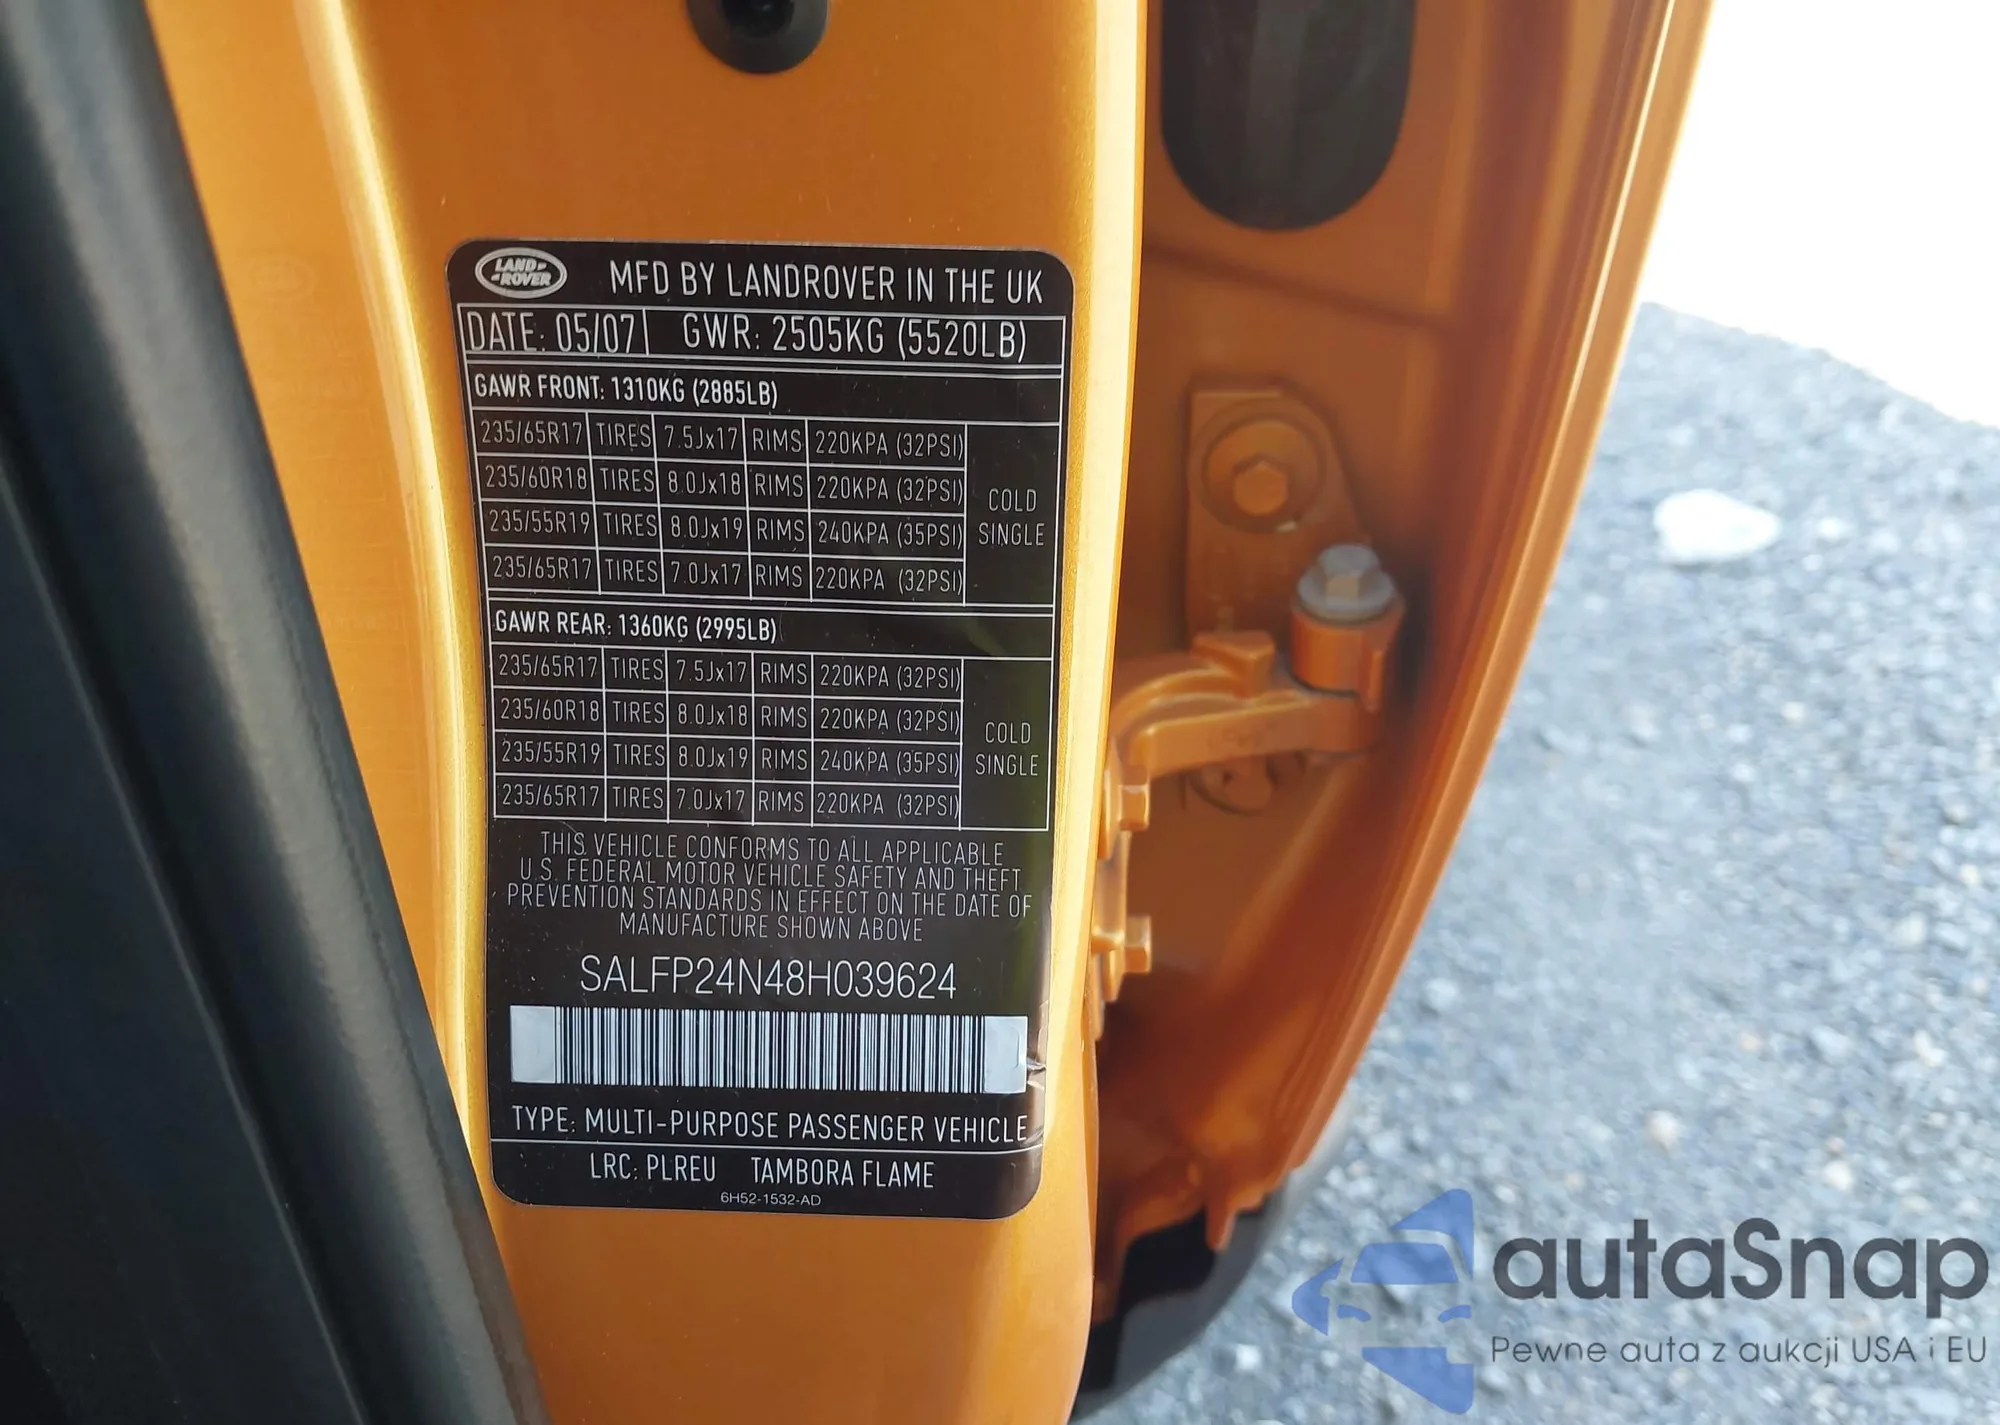 LAND-
-ROVER
MFD BY LANDROVER IN THE UK
DATE: 05/07 GWR: 2505KG (5520LB)
GAWR FRONT: 1310KG (2885LB)
235/65R17 TIRES 7.5Jx17 RIMS 220KPA (32PSI)
235/60R18 TIRES 8.0Jx18 RIMS 220KPA (32PSI)
235/55R19 TIRES 8.0Jx19 RIMS 240KPA (35PSI)
235/65R17 TIRES 7.0Jx17 RIMS 220KPA (32PSI)
COLD
SINGLE
GAWR REAR: 1360KG (2995LB)
235/65R17 TIRES 7.5Jx17 RIMS 220KPA (32PSI)
235/60R18 TIRES 8.0Jx18 RIMS 220KPA (32PSI)
235/55R19 TIRES 8.0Jx19 RIMS 240KPA (35PSI)
235/65R17 TIRES 7.0Jx17 RIMS 220KPA (32PSI)
COLD
SINGLE
THIS VEHICLE CONFORMS TO ALL APPLICABLE
U.S. FEDERAL MOTOR VEHICLE SAFETY AND THEFT
PREVENTION STANDARDS IN EFFECT ON THE DATE OF
MANUFACTURE SHOWN ABOVE
SALFP24N48H039624
TYPE: MULTI-PURPOSE PASSENGER VEHICLE
LRC: PLREU TAMBORA FLAME
6H52-1532-AD
autaSnap
Pewne auta z aukcji USA i EU